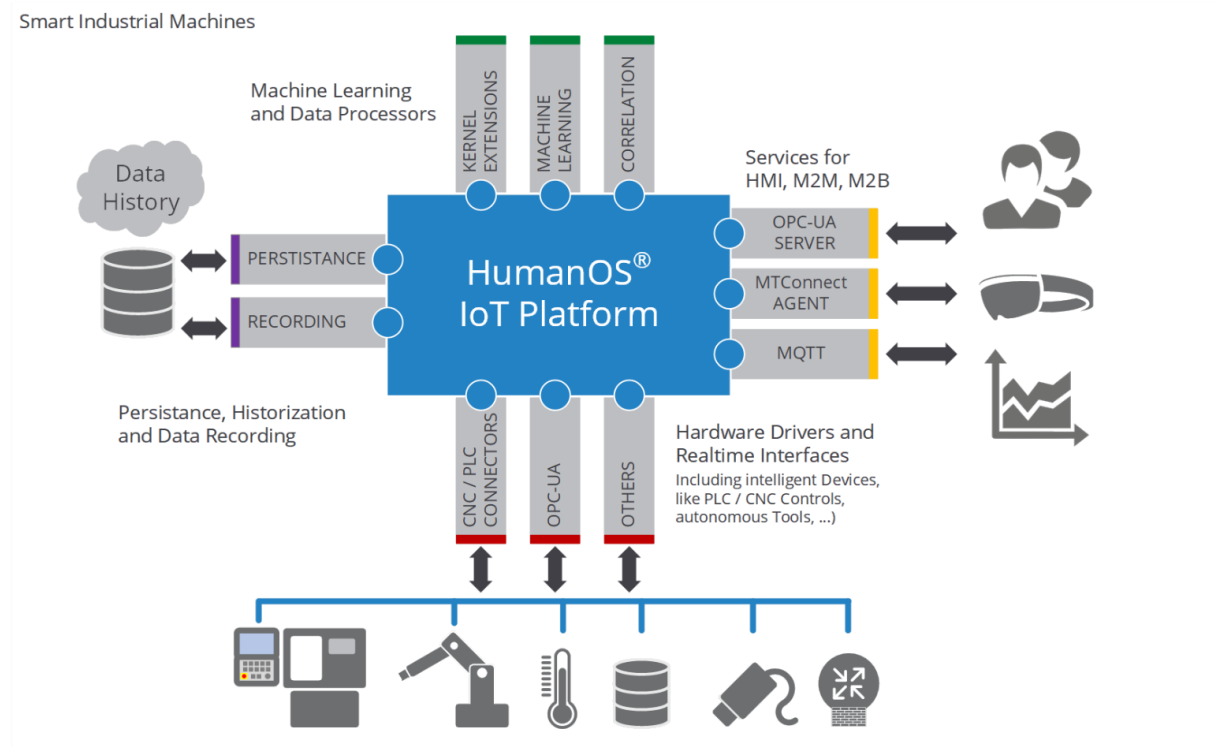 Smart Industrial Machines
Machine Learning
and Data Processors
KERNEL
EXTENSIONS
MACHINE
LEARNING
CORRELATION
Data
History
Services for
HMI, M2M, M2B
PERSTISTANCE
RECORDING
HumanOS®
IoT Platform
OPC-UA
SERVER
MTConnect
AGENT
MQTT
Persistance, Historization
and Data Recording
CNC / PLC
CONNECTORS
OPC-UA
OTHERS
Hardware Drivers and
Realtime Interfaces
Including intelligent Devices,
like PLC / CNC Controls,
autonomous Tools, ...)